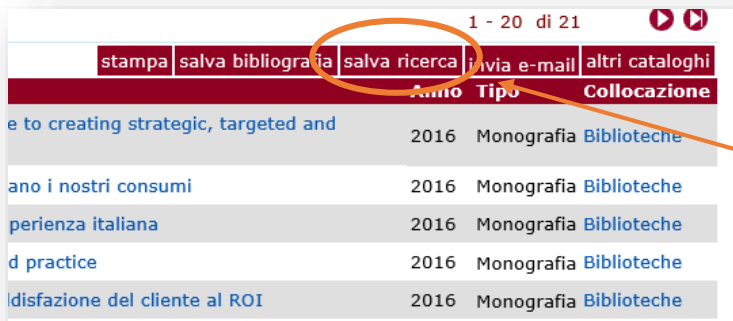 1 - 20 di 21
stampa salva bibliografia salva ricerca invia e-mail altri cataloghi
Anno Tipo Collocazione
e to creating strategic, targeted and
2016 Monografia Biblioteche
ano i nostri consumi 2016 Monografia Biblioteche
perienza italiana 2016 Monografia Biblioteche
d practice 2016 Monografia Biblioteche
ldisfazione del cliente al ROI 2016 Monografia Biblioteche